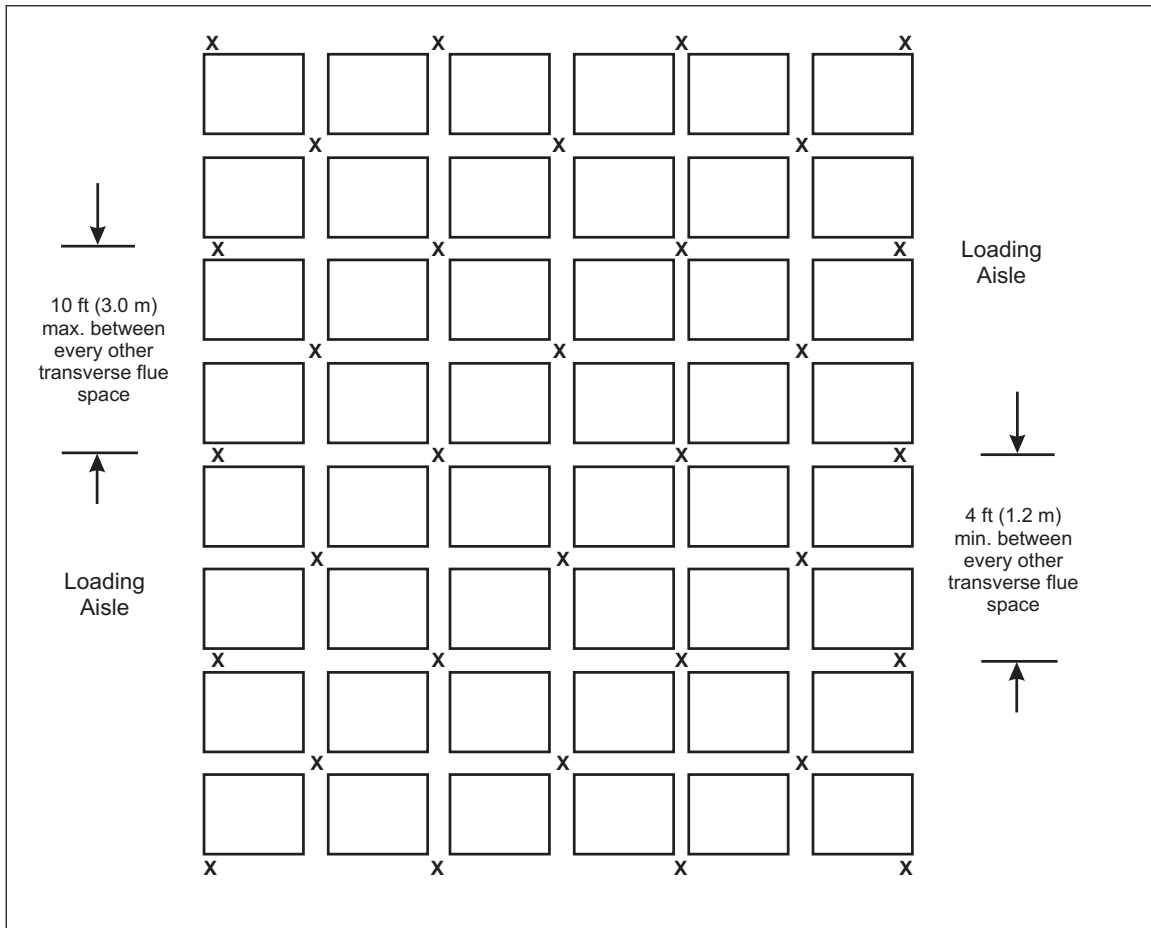 X X X X
X X X
X X X X
Loading
Aisle
10 ft (3.0 m)
max. between
every other
transverse flue
space
X X X
X X X X
4 ft (1.2 m)
min. between
every other
transverse flue
space
X X X
Loading
Aisle
X X X X
X X X
X X X X